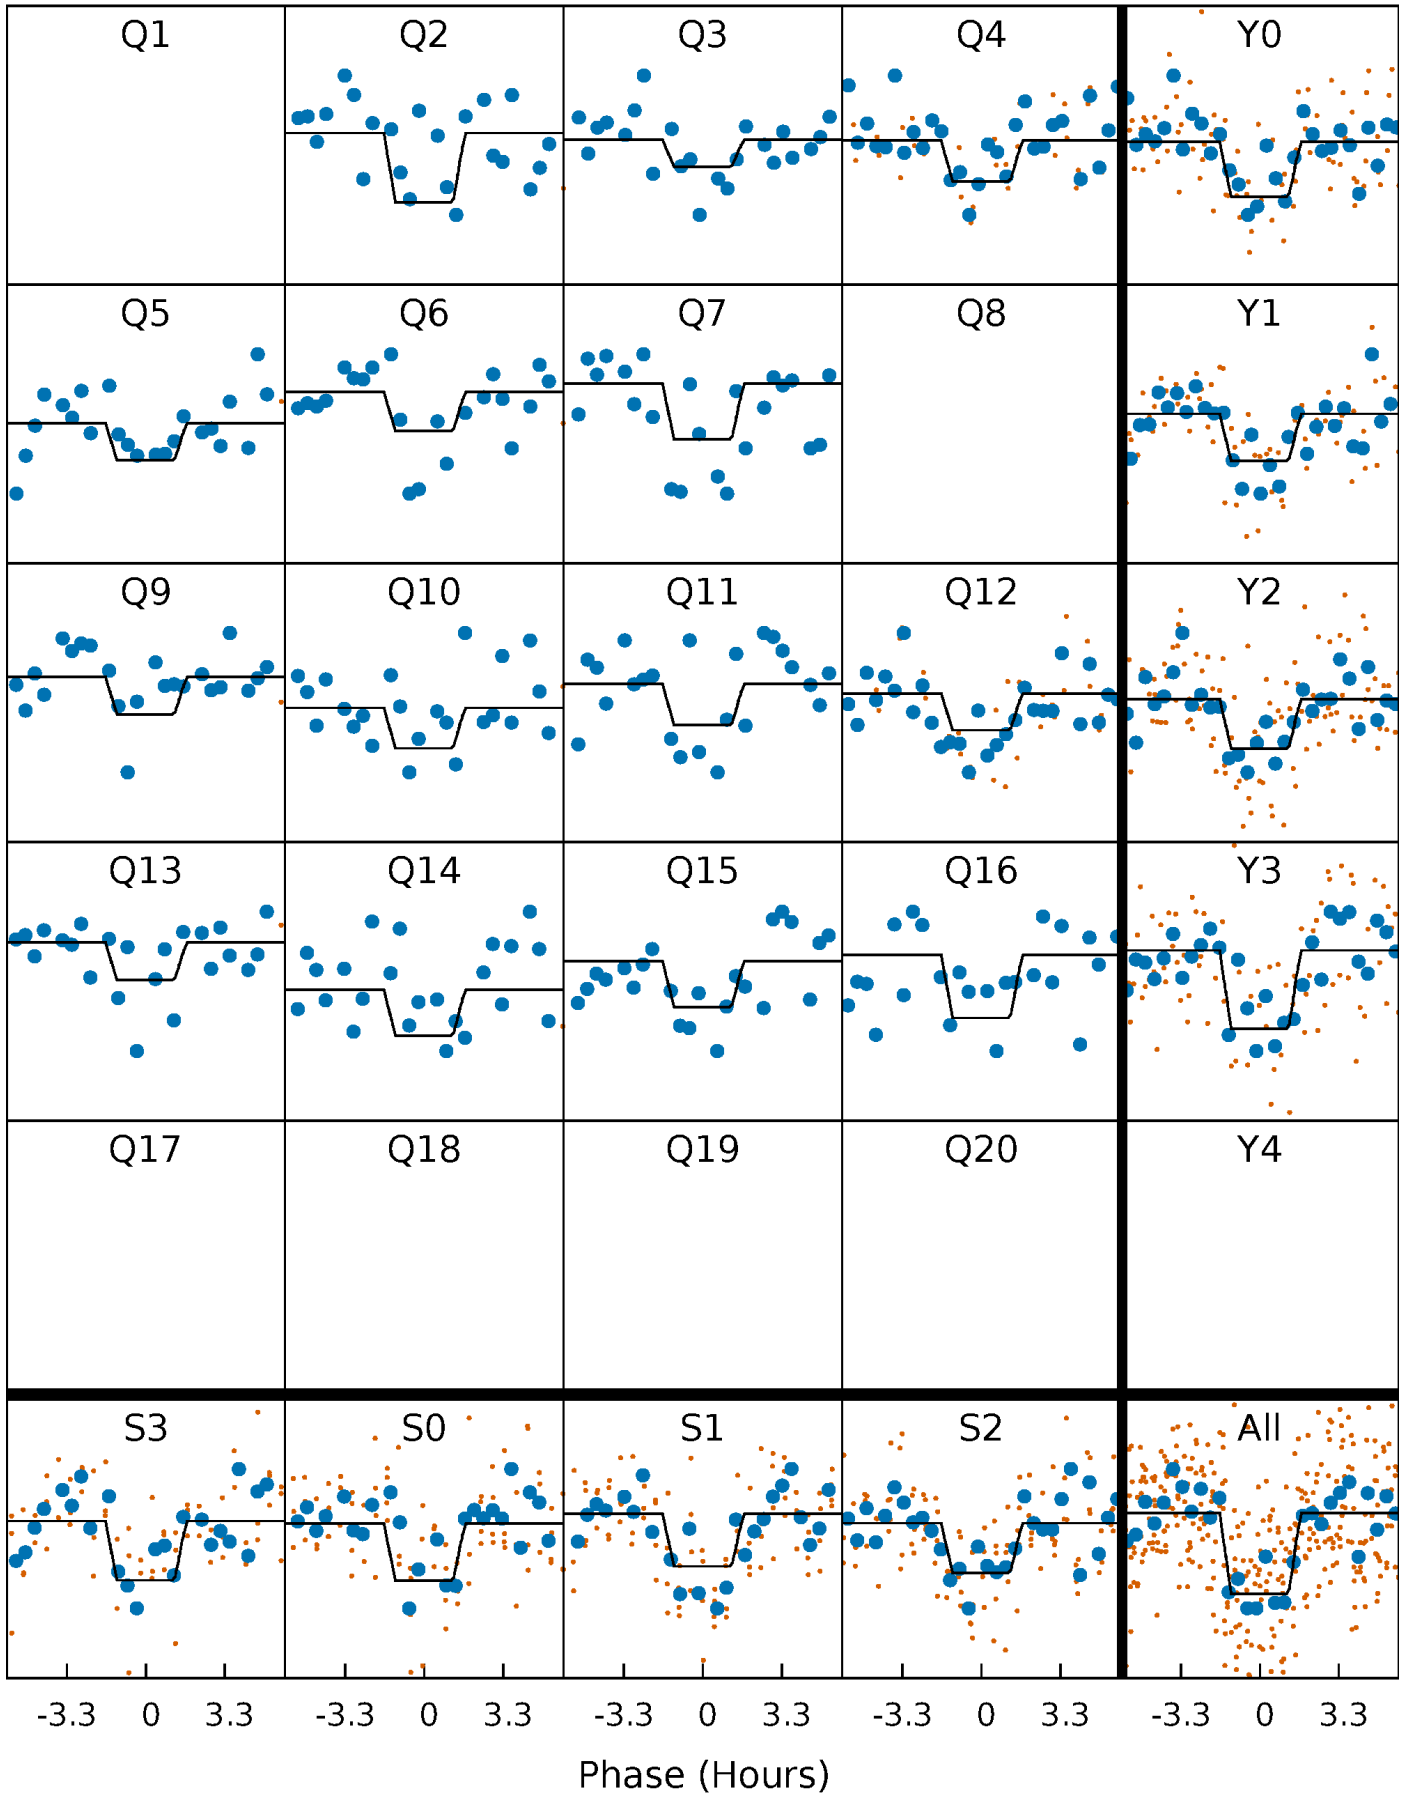 Q1 Q2 Q3 Q4 Y0
Q5 Q6 Q7 Q8 Y1
Q9 Q10 Q11 Q12 Y2
Q13 Q14 Q15 Q16 Y3
Q17 Q18 Q19 Q20 Y4
S3 S0 S1 S2 All
-3.3 0 3.3 -3.3 0 3.3 -3.3 0 3.3 -3.3 0 3.3 -3.3 0 3.3
Phase (Hours)